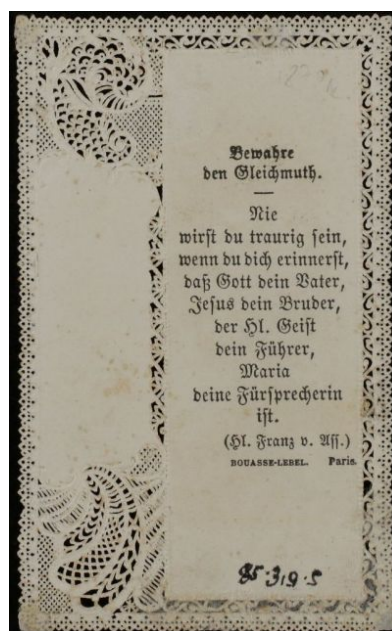 Bewahre
den Gleichmuth.
Nie
wirst du traurig sein,
wenn du dich erinnerst,
daß Gott dein Vater,
Jesus dein Bruder,
der Hl. Geist
dein Führer,
Maria
deine Fürsprecherin
ist.
(Hl. Franz v. Ass.)
BOUASSE-LEBEL. Paris.
85.319.5